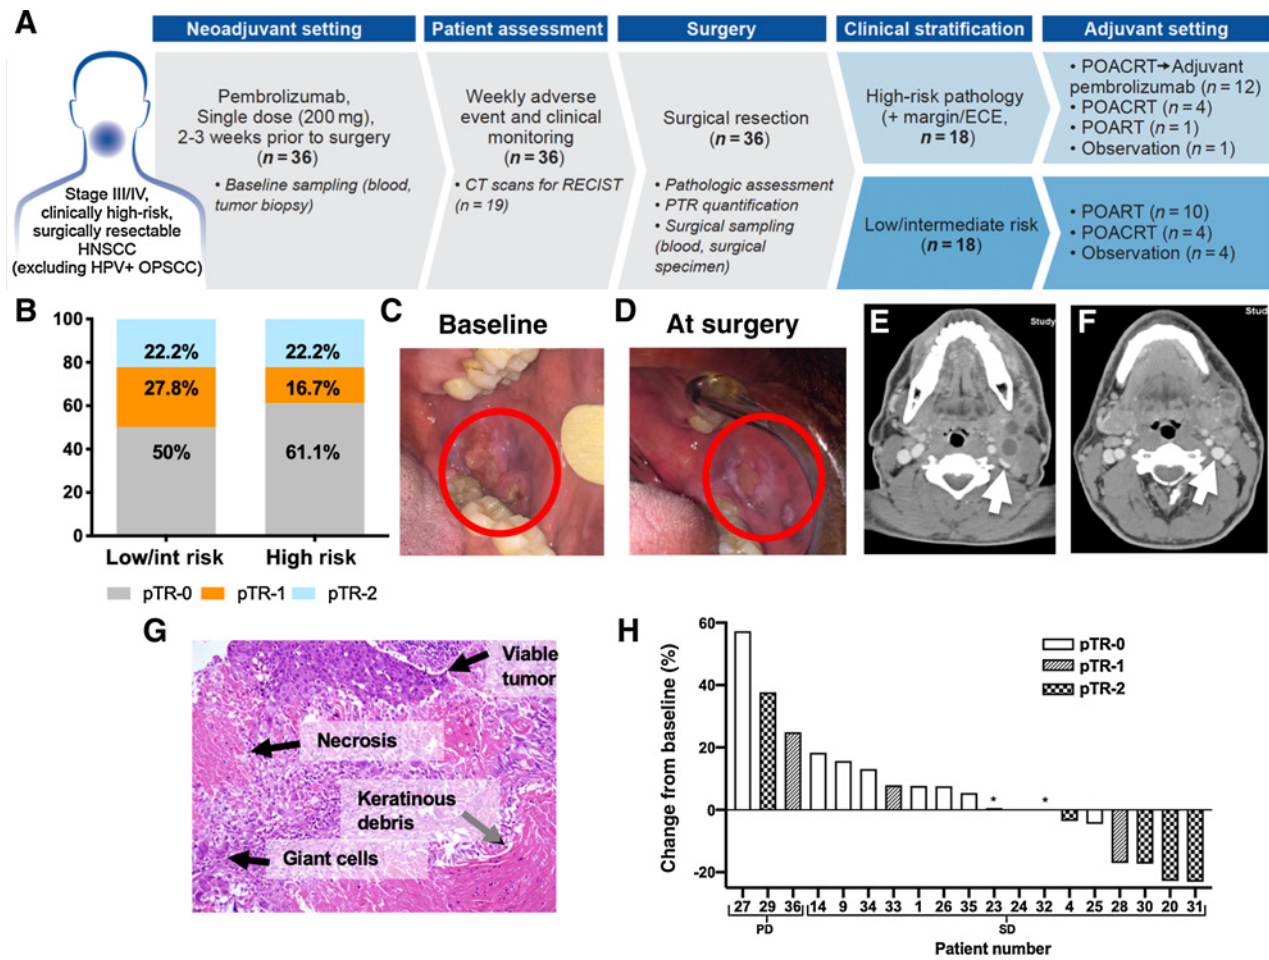 A
Neoadjuvant setting
Patient assessment
Surgery
Clinical stratification
Adjuvant setting
Stage III/IV,
clinically high-risk,
surgically resectable
HNSCC
(excluding HPV+ OPSCC)
Pembrolizumab,
Single dose (200 mg),
2-3 weeks prior to surgery
(n = 36)
• Baseline sampling (blood,
tumor biopsy)
Weekly adverse
event and clinical
monitoring
(n = 36)
• CT scans for RECIST
(n = 19)
Surgical resection
(n = 36)
• Pathologic assessment
• PTR quantification
• Surgical sampling
(blood, surgical
specimen)
High-risk pathology
(+ margin/ECE,
n = 18)
Low/intermediate risk
(n = 18)
• POACRT→Adjuvant
pembrolizumab (n = 12)
• POACRT (n = 4)
• POART (n = 1)
• Observation (n = 1)
• POART (n = 10)
• POACRT (n = 4)
• Observation (n = 4)
B
100
80
60
40
20
0
22.2%
27.8%
50%
22.2%
16.7%
61.1%
Low/int risk
High risk
pTR-0
pTR-1
pTR-2
C
Baseline
D
At surgery
E
Study
F
Stud
G
Viable
tumor
Necrosis
Keratinous
debris
Giant cells
H
Change from baseline (%)
60
40
20
0
-20
pTR-0
pTR-1
pTR-2
* *
27 29 36 14 9 34 33 1 26 35 23 24 32 4 25 28 30 20 31
PD SD
Patient number